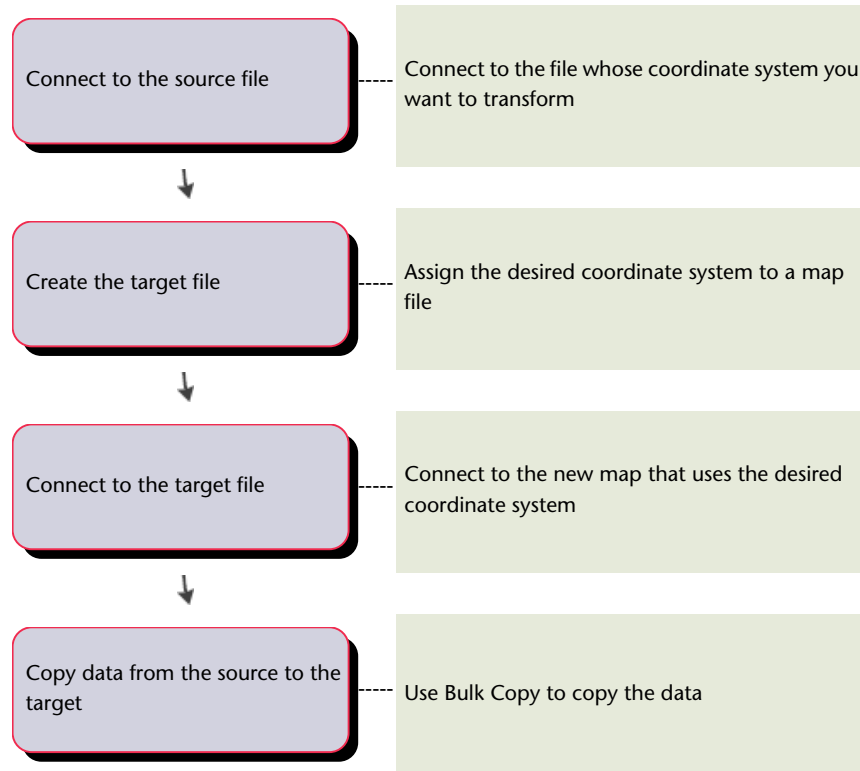 Connect to the source file
Connect to the file whose coordinate system you
want to transform
Create the target file
Assign the desired coordinate system to a map
file
Connect to the target file
Connect to the new map that uses the desired
coordinate system
Copy data from the source to the
target
Use Bulk Copy to copy the data